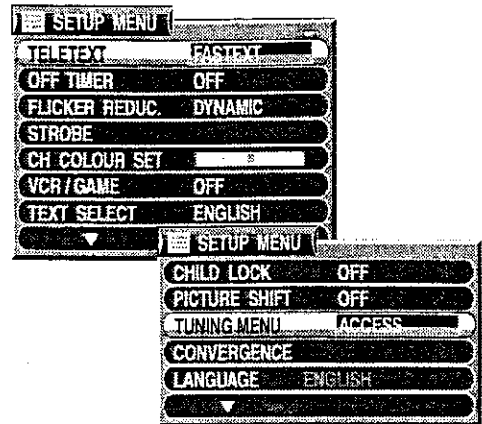 SETUP MENU
TELETEXT FASTEXT
OFF TIMER OFF
FLICKER REDUC. DYNAMIC
STROBE
CH COLOUR SET
VCR / GAME OFF
TEXT SELECT ENGLISH
SETUP MENU
CHILD LOCK OFF
PICTURE SHIFT OFF
TUNING MENU ACCESS
CONVERGENCE
LANGUAGE ENGLISH